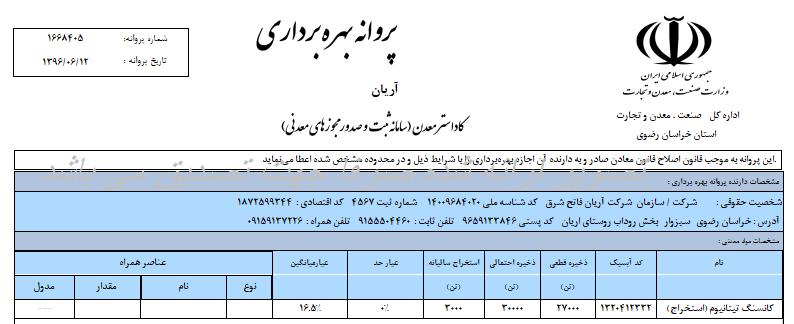 پروانه بهره برداری
شماره پروانه: ۱۶۶۸۴۰۵
تاریخ پروانه : ۱۳۹۶/۰۶/۱۲
جمهوری اسلامی ایران
وزارت صنعت، معدن و تجارت
آریان
اداره کل صنعت ، معدن و تجارت
استان خراسان رضوی
کاداستر معدن (سامانه ثبت و صدور مجوزهای معدنی)
این پروانه به موجب قانون اصلاح قانون معادن صادر و به دارنده آن اجازه بهره‌برداری را با شرایط ذیل و در محدوده مشخص شده اعطا می نماید.
مشخصات دارنده پروانه بهره برداری :
شخصیت حقوقی : شرکت / سازمان شرکت آریان فاتح شرق کد شناسه ملی ۱۴۰۰۹۶۸۴۰۲۰ شماره ثبت ۴۵۶۷ کد اقتصادی : ۱۸۷۲۵۹۹۳۴۴
آدرس : خراسان رضوی سبزوار بخش روداب روستای اریان کد پستی ۹۶۵۹۱۳۳۸۴۶ تلفن ثابت : ۹۱۵۵۵۰۴۴۶۰ تلفن همراه : ۰۹۱۵۹۱۳۷۲۲۶
مشخصات مواد معدنی :
نام کد آیسیک ذخیره قطعی (تن) ذخیره احتمالی (تن) استخراج سالیانه (تن) عیار حد عیارمیانگین عناصر همراه
نوع نام مقدار مدول
کانسنگ تیتانیوم (استخراج) ۱۳۲۰۴۱۲۳۳۲ ۲۷۰۰۰ ۳۰۰۰۰ ۳۰۰۰ ۰٪ ۱۶.۵٪ ----